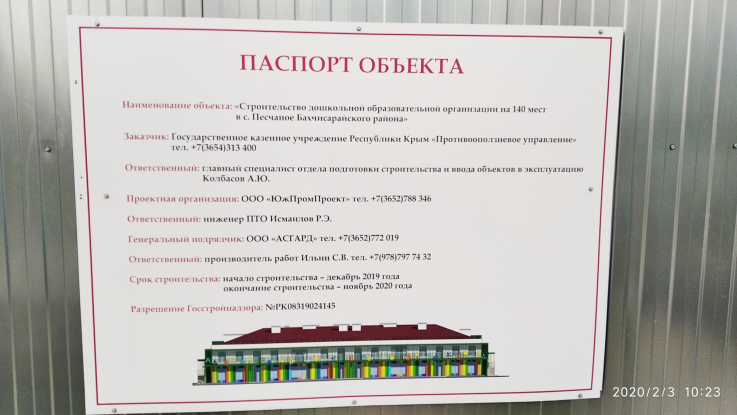 ПАСПОРТ ОБЪЕКТА
Наименование объекта: «Строительство дошкольной образовательной организации на 140 мест
в с. Песчаное Бахчисарайского района»
Заказчик: Государственное казенное учреждение Республики Крым «Противооползневое управление»
тел. +7(3654)313 400
Ответственный: главный специалист отдела подготовки строительства и ввода объектов в эксплуатацию
Колбасов А.Ю.
Проектная организация: ООО «ЮжПромПроект» тел. +7(3652)788 346
Ответственный: инженер ПТО Исмаилов Р.Э.
Генеральный подрядчик: ООО «АСГАРД» тел. +7(3652)772 019
Ответственный: производитель работ Ильин С.В. тел. +7(978)797 74 32
Срок строительства: начало строительства – декабрь 2019 года
окончание строительства – ноябрь 2020 года
Разрешение Госстройнадзора: №РК08319024145
2020/2/3 10:23